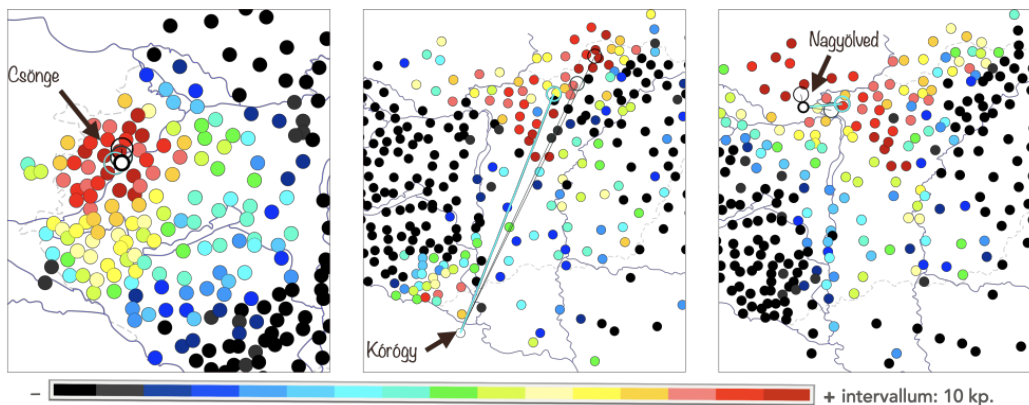 Csönge
Kórógy
Nagyölved
– + intervallum: 10 kp.